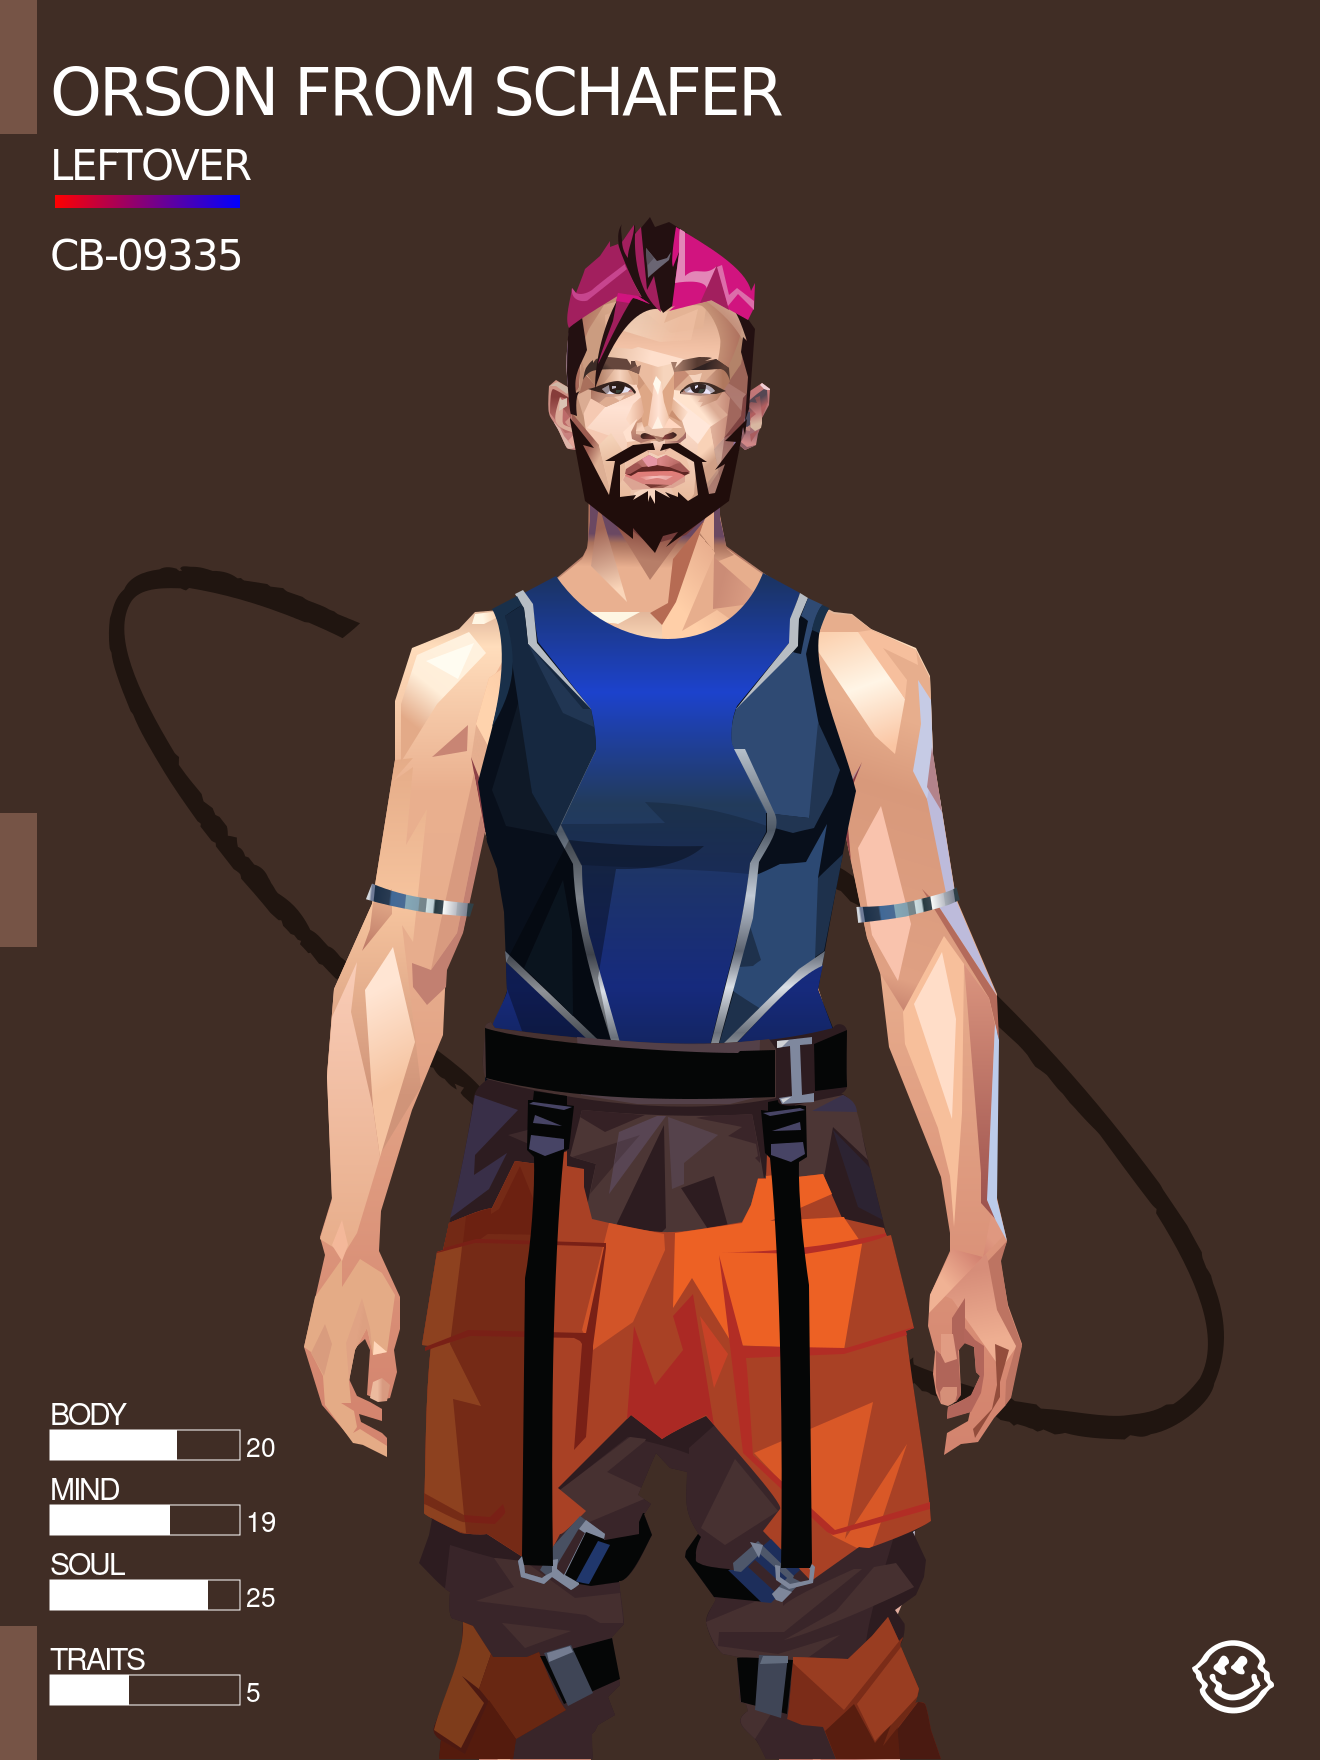 ORSON FROM SCHAFER
LEFTOVER
CB-09335
BODY
20
MIND
19
SOUL
25
TRAITS
5